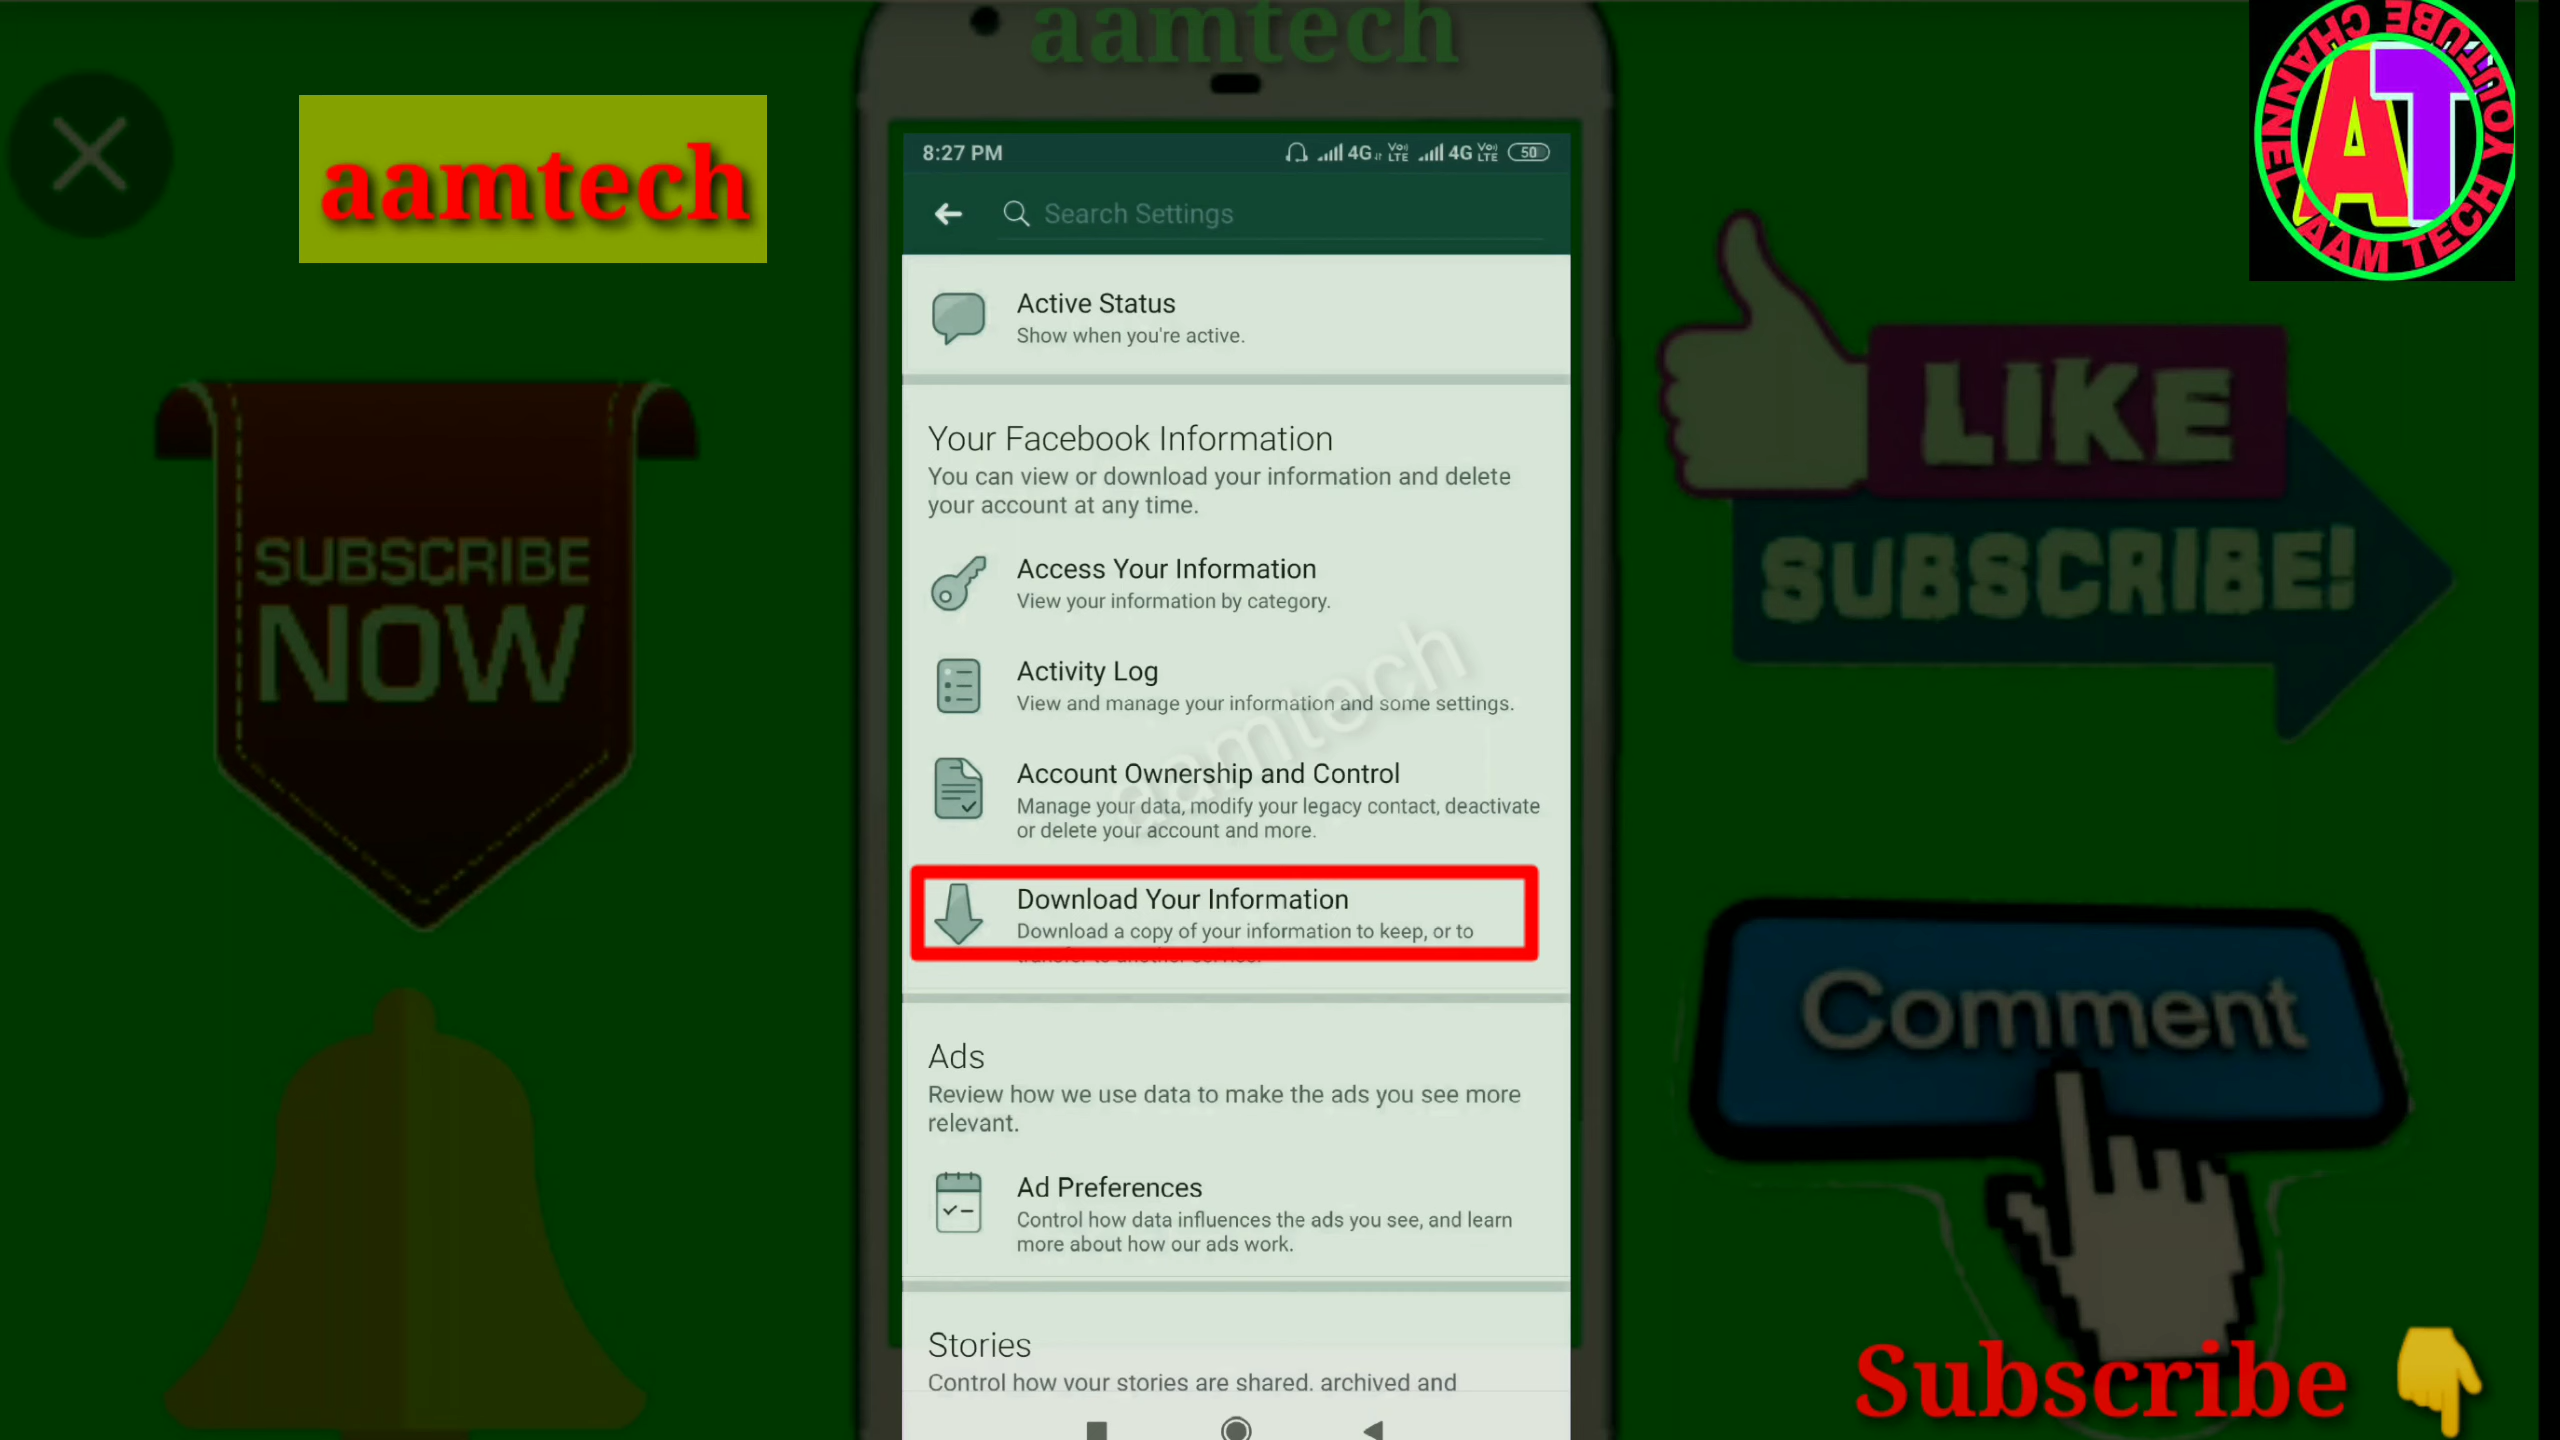 aamtech
aamtech
YOUTUBE CHANNEL
AT
AAM TECH
8:27 PM
4G VoLTE 4G VoLTE 50
Search Settings
Active Status
Show when you're active.
Your Facebook Information
You can view or download your information and delete
your account at any time.
Access Your Information
View your information by category.
Activity Log
View and manage your information and some settings.
aamtech
Account Ownership and Control
Manage your data, modify your legacy contact, deactivate
or delete your account and more.
Download Your Information
Download a copy of your information to keep, or to
transfer to another service.
Ads
Review how we use data to make the ads you see more
relevant.
Ad Preferences
Control how data influences the ads you see, and learn
more about how our ads work.
Stories
Control how your stories are shared, archived and
SUBSCRIBE
NOW
LIKE
SUBSCRIBE!
Comment
Subscribe